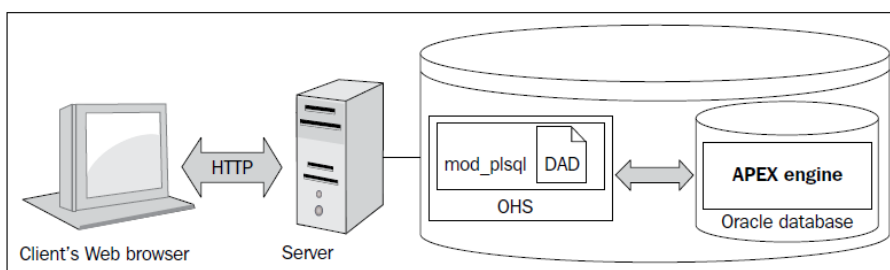 HTTP
mod_plsql
DAD
OHS
APEX engine
Oracle database
Client's Web browser
Server